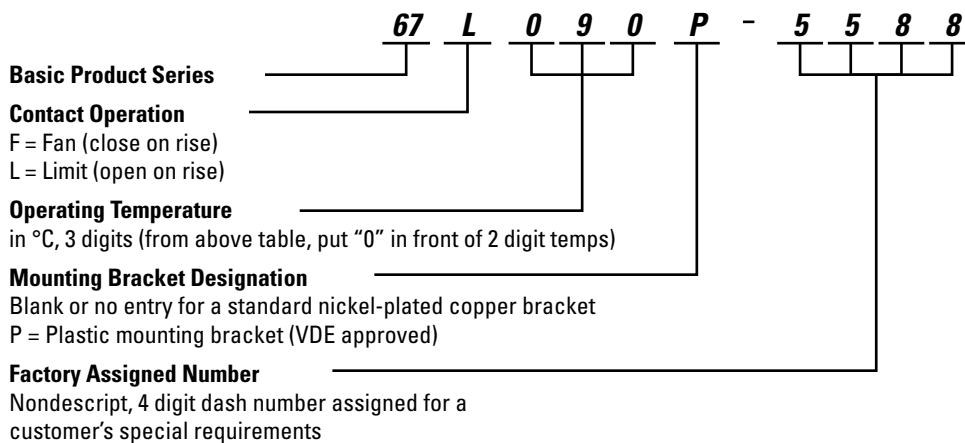 67 L 0 9 0 P - 5 5 8 8
Basic Product Series
Contact Operation
F = Fan (close on rise)
L = Limit (open on rise)
Operating Temperature
in °C, 3 digits (from above table, put “0” in front of 2 digit temps)
Mounting Bracket Designation
Blank or no entry for a standard nickel-plated copper bracket
P = Plastic mounting bracket (VDE approved)
Factory Assigned Number
Nondescript, 4 digit dash number assigned for a
customer’s special requirements